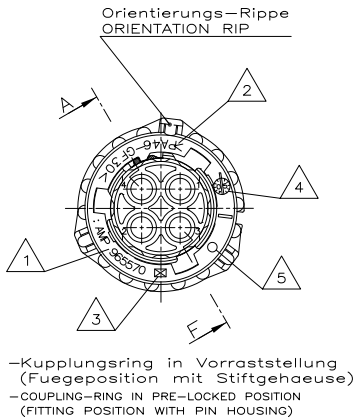 Orientierungs-Rippe
ORIENTATION RIP
A
2
>PA46-GF30<
4
1
: AMP 965570
5
3
F
-Kupplungsring in Vorraststellung
(Fuegeposition mit Stiftgehaeuse)
-COUPLING-RING IN PRE-LOCKED POSITION
(FITTING POSITION WITH PIN HOUSING)